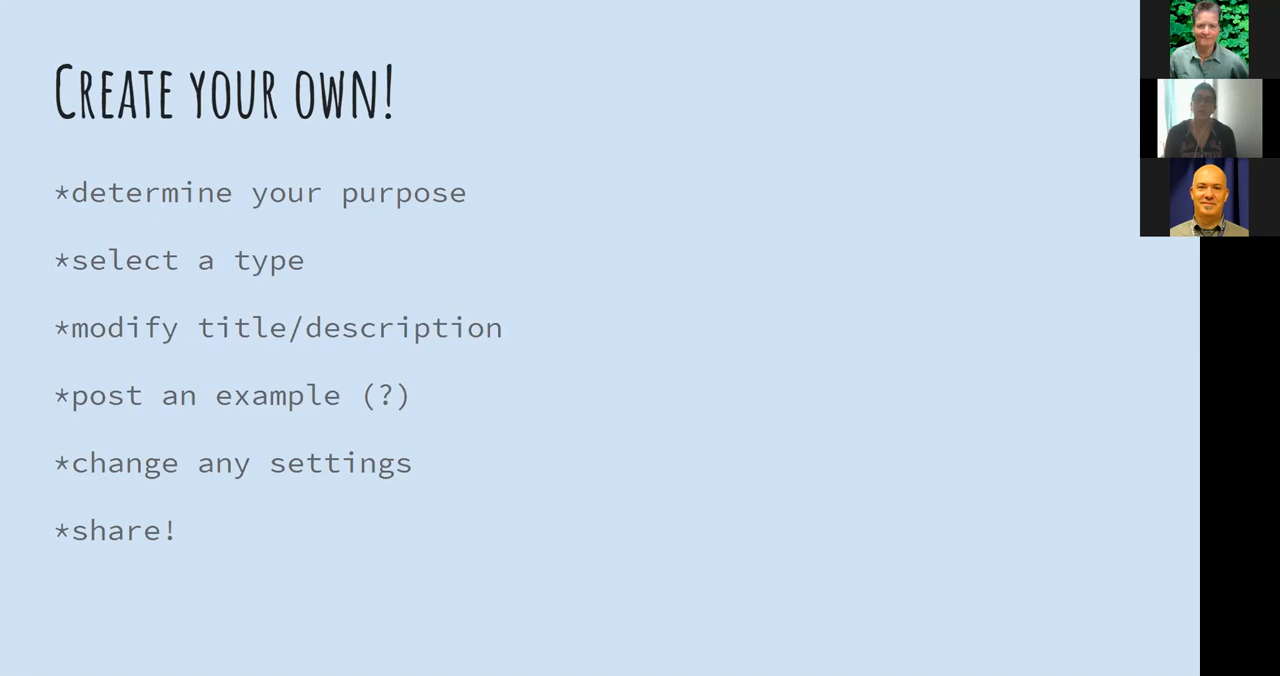 Create your own!
*determine your purpose
*select a type
*modify title/description
*post an example (?)
*change any settings
*share!